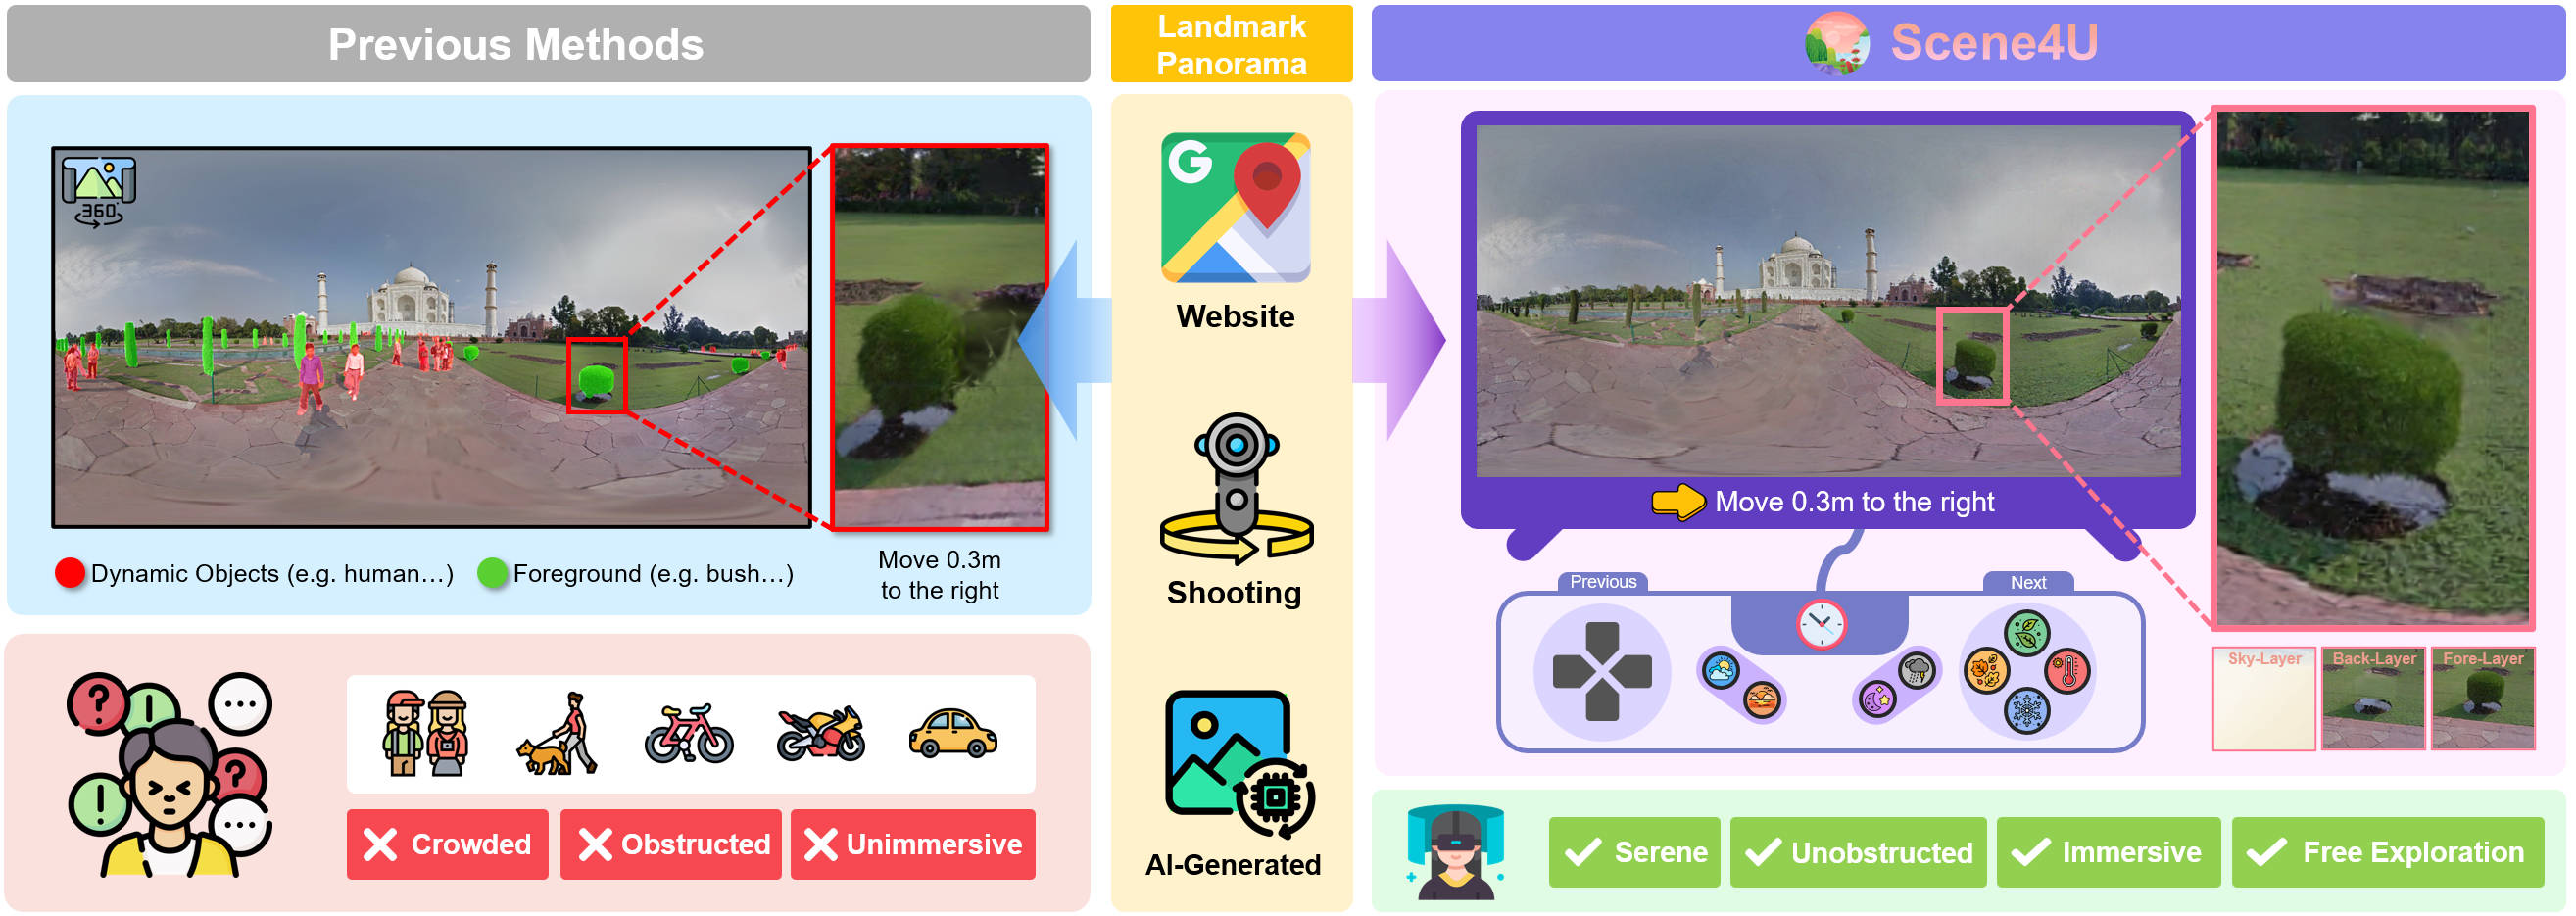 Previous Methods
360°
Dynamic Objects (e.g. human…)
Foreground (e.g. bush…)
Move 0.3m
to the right
Crowded
Obstructed
Unimmersive
Landmark
Panorama
G
Website
Shooting
AI-Generated
Scene4U
Move 0.3m to the right
Previous
Next
Sky-Layer
Back-Layer
Fore-Layer
Serene
Unobstructed
Immersive
Free Exploration